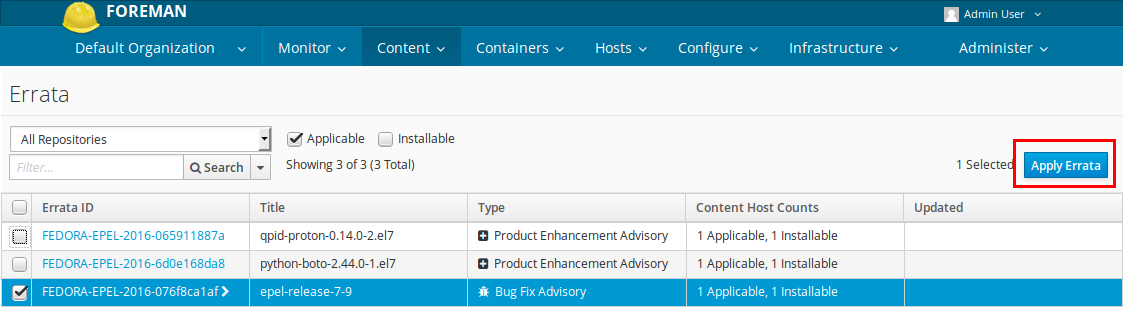 FOREMAN
Admin User
Default Organization Monitor Content Containers Hosts Configure Infrastructure Administer
Errata
All Repositories Applicable Installable
Filter... Search Showing 3 of 3 (3 Total) 1 Selected Apply Errata
Errata ID Title Type Content Host Counts Updated
FEDORA-EPEL-2016-065911887a qpid-proton-0.14.0-2.el7 Product Enhancement Advisory 1 Applicable, 1 Installable
FEDORA-EPEL-2016-6d0e168da8 python-boto-2.44.0-1.el7 Product Enhancement Advisory 1 Applicable, 1 Installable
FEDORA-EPEL-2016-076f8ca1af epel-release-7-9 Bug Fix Advisory 1 Applicable, 1 Installable